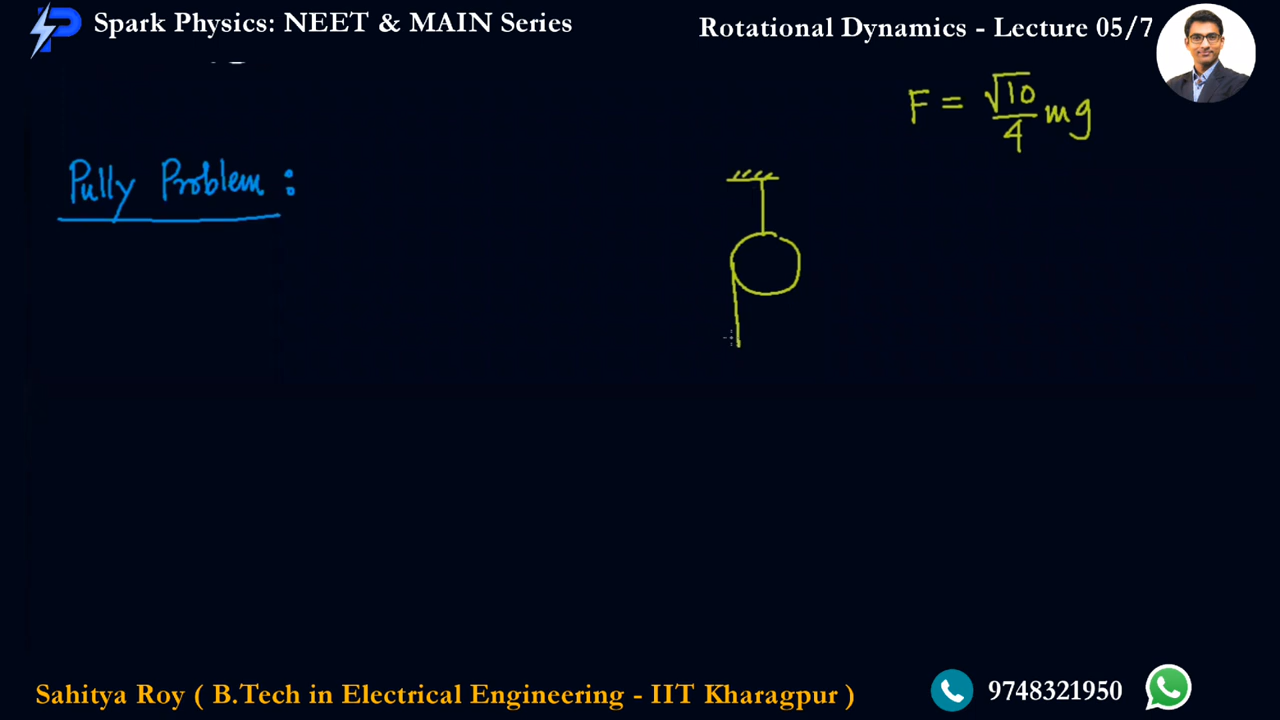 Spark Physics: NEET & MAIN Series
Rotational Dynamics - Lecture 05/7
F = √10/4 mg
Pully Problem :
Sahitya Roy ( B.Tech in Electrical Engineering - IIT Kharagpur )
9748321950